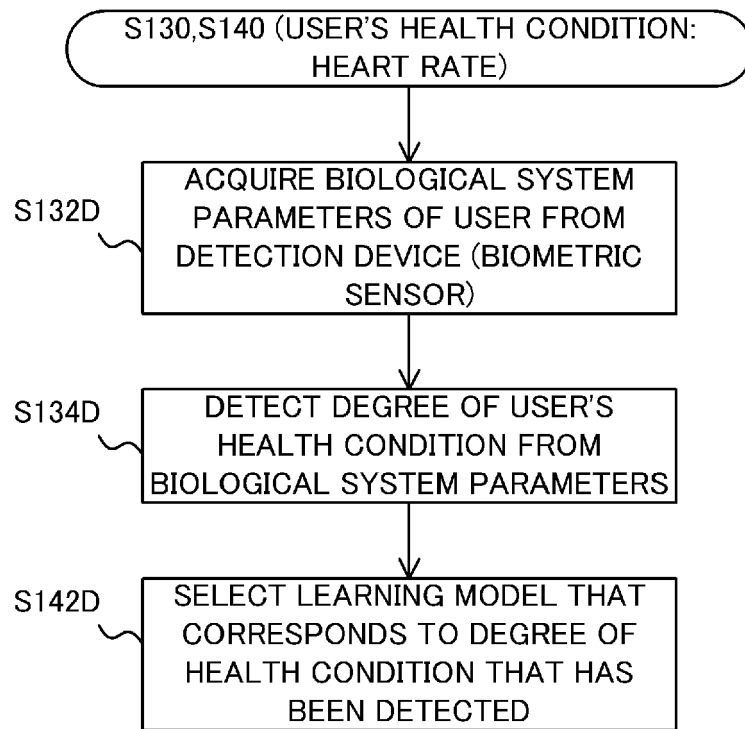 S130,S140 (USER'S HEALTH CONDITION:
HEART RATE)
S132D
ACQUIRE BIOLOGICAL SYSTEM
PARAMETERS OF USER FROM
DETECTION DEVICE (BIOMETRIC
SENSOR)
S134D
DETECT DEGREE OF USER'S
HEALTH CONDITION FROM
BIOLOGICAL SYSTEM PARAMETERS
S142D
SELECT LEARNING MODEL THAT
CORRESPONDS TO DEGREE OF
HEALTH CONDITION THAT HAS
BEEN DETECTED